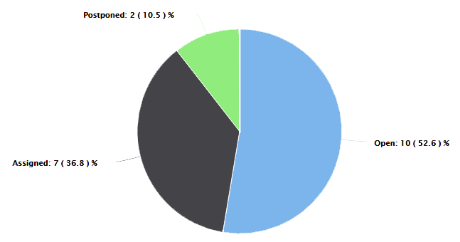 Postponed: 2 ( 10.5 ) %
Open: 10 ( 52.6 ) %
Assigned: 7 ( 36.8 ) %